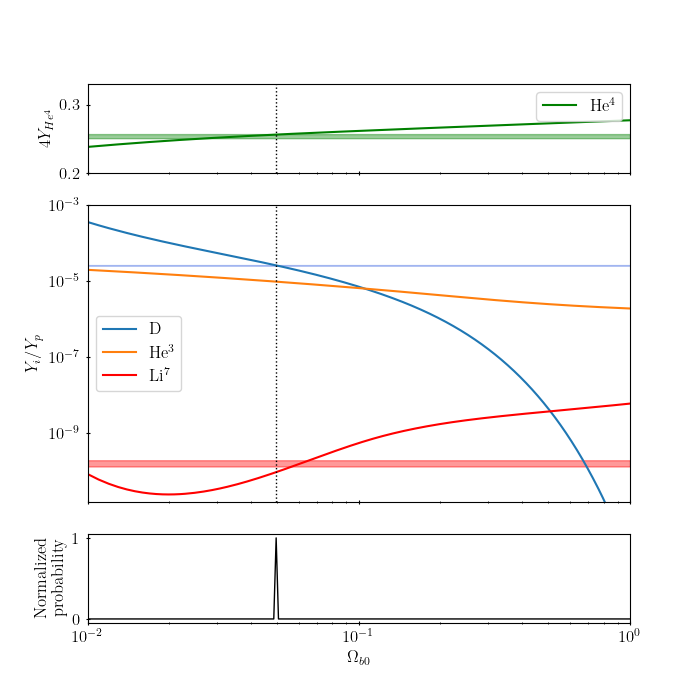 0.3
0.2
4Y_{He^4}
He^4
10^{-3}
10^{-5}
10^{-7}
10^{-9}
Y_i/Y_p
D
He^3
Li^7
1
0
Normalized
probability
10^{-2}
10^{-1}
10^0
Ω_{b0}